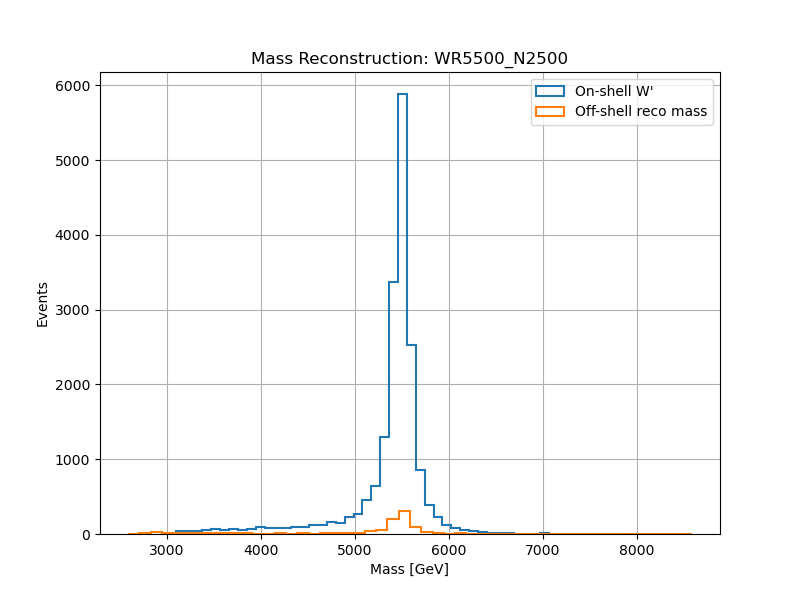 Mass Reconstruction: WR5500_N2500
On-shell W'
Off-shell reco mass
6000
5000
4000
3000
2000
1000
0
Events
3000 4000 5000 6000 7000 8000
Mass [GeV]